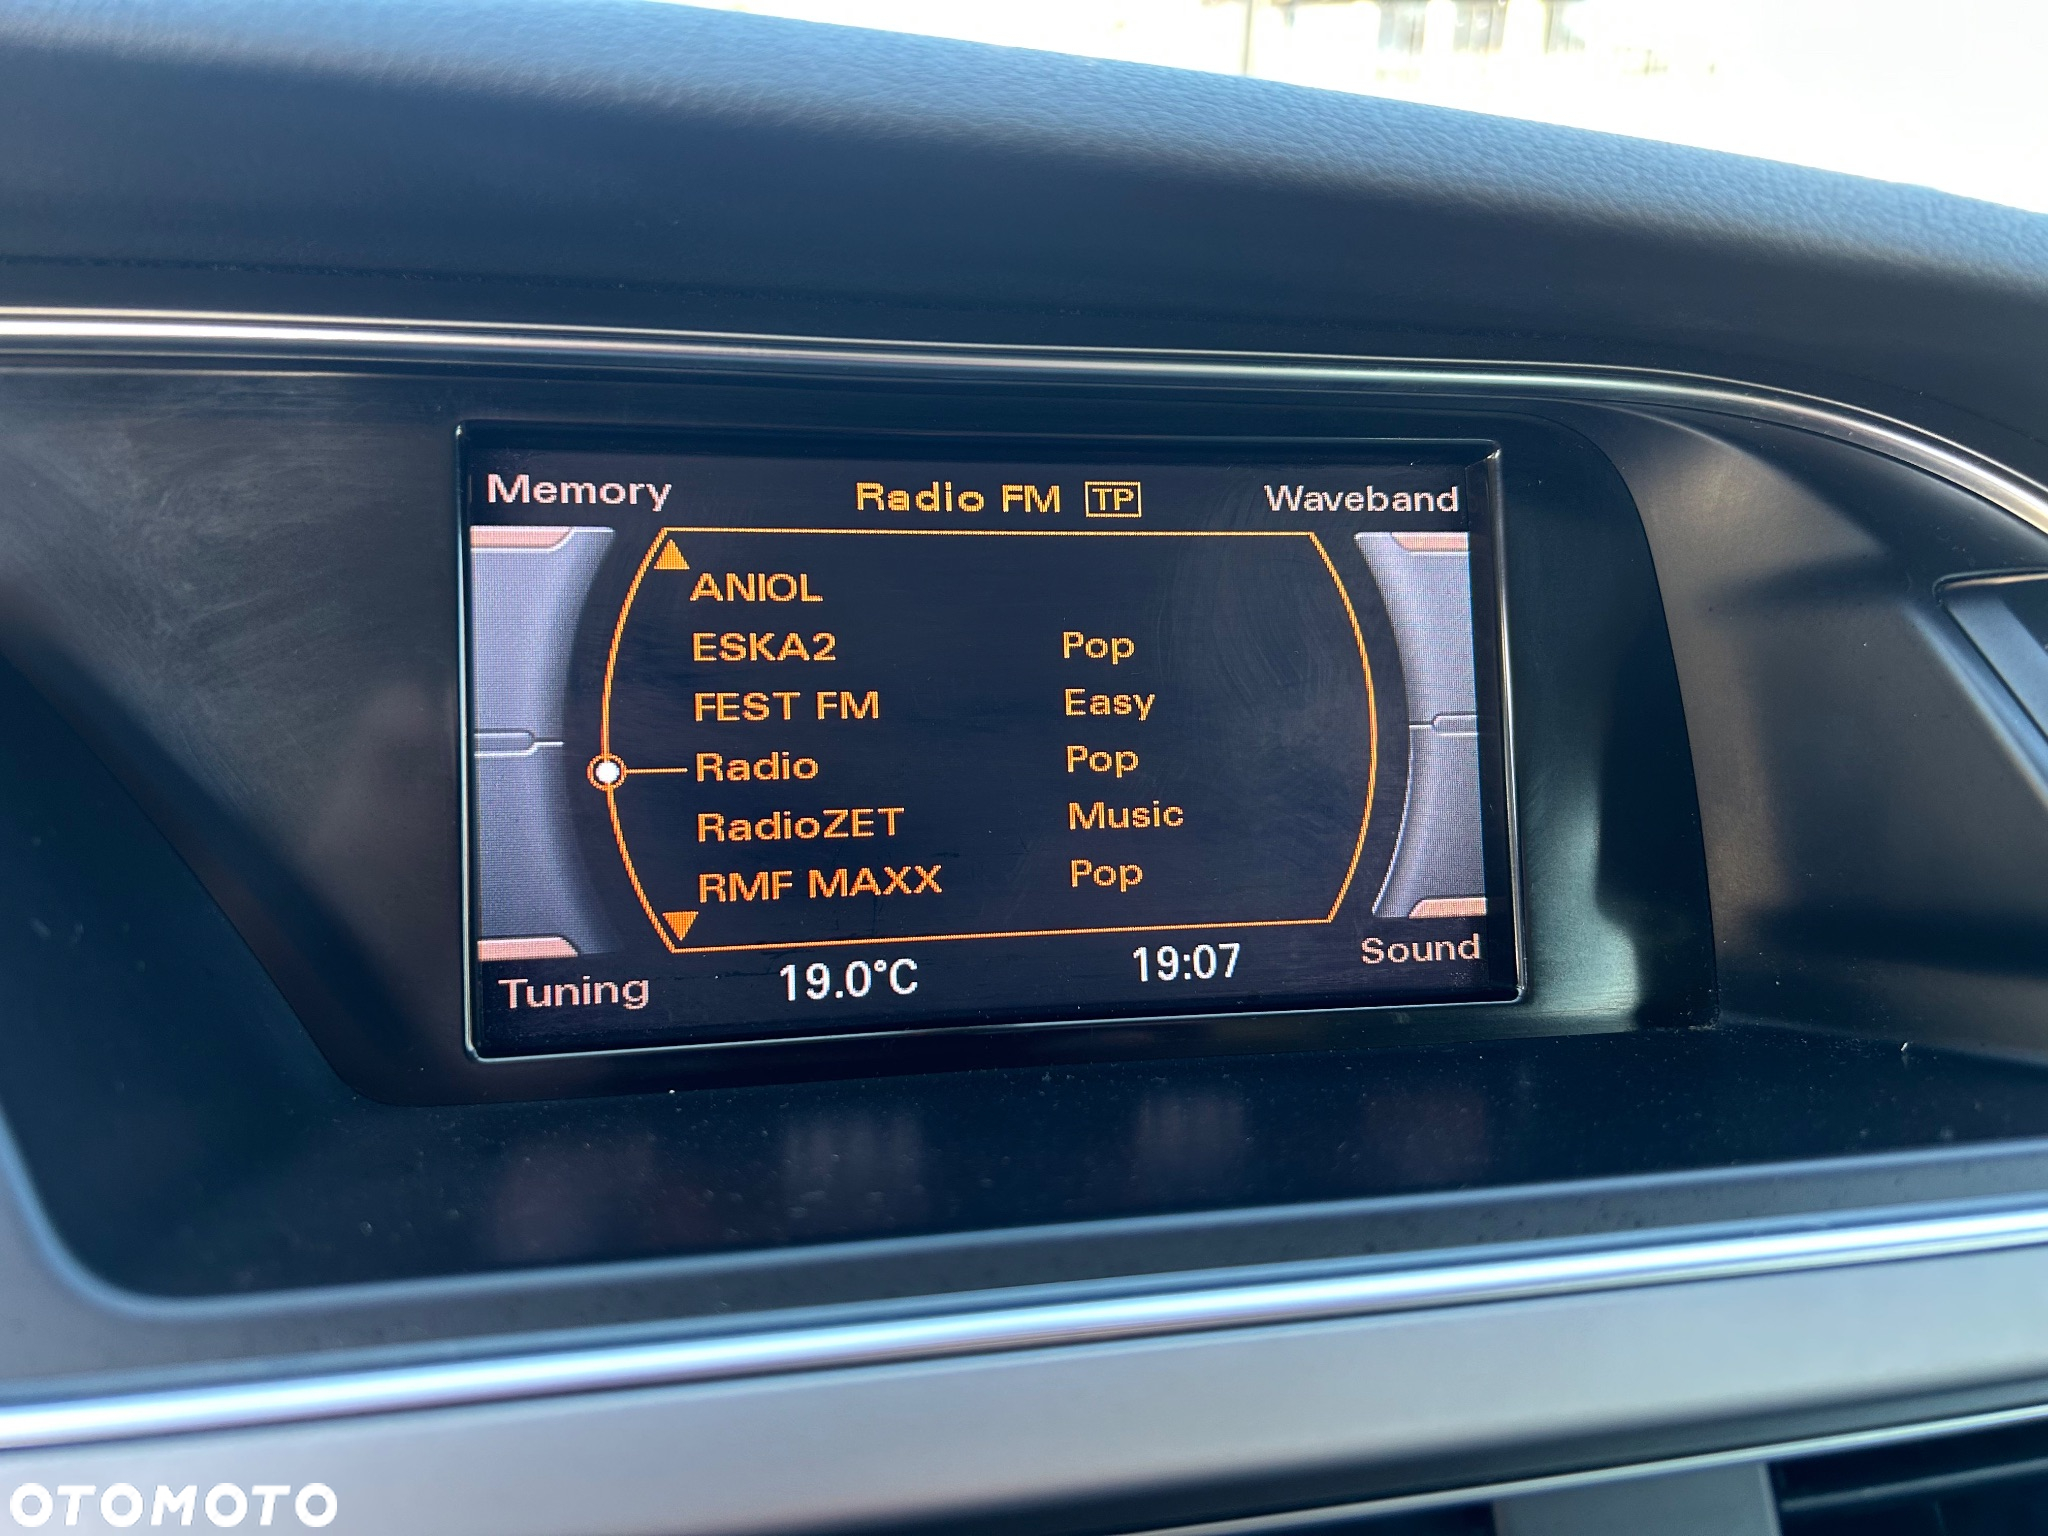 Memory Radio FM TP Waveband
ANIOL
ESKA2 Pop
FEST FM Easy
Radio Pop
RadioZET Music
RMF MAXX Pop
Tuning 19.0°C 19:07 Sound
OTOMOTO